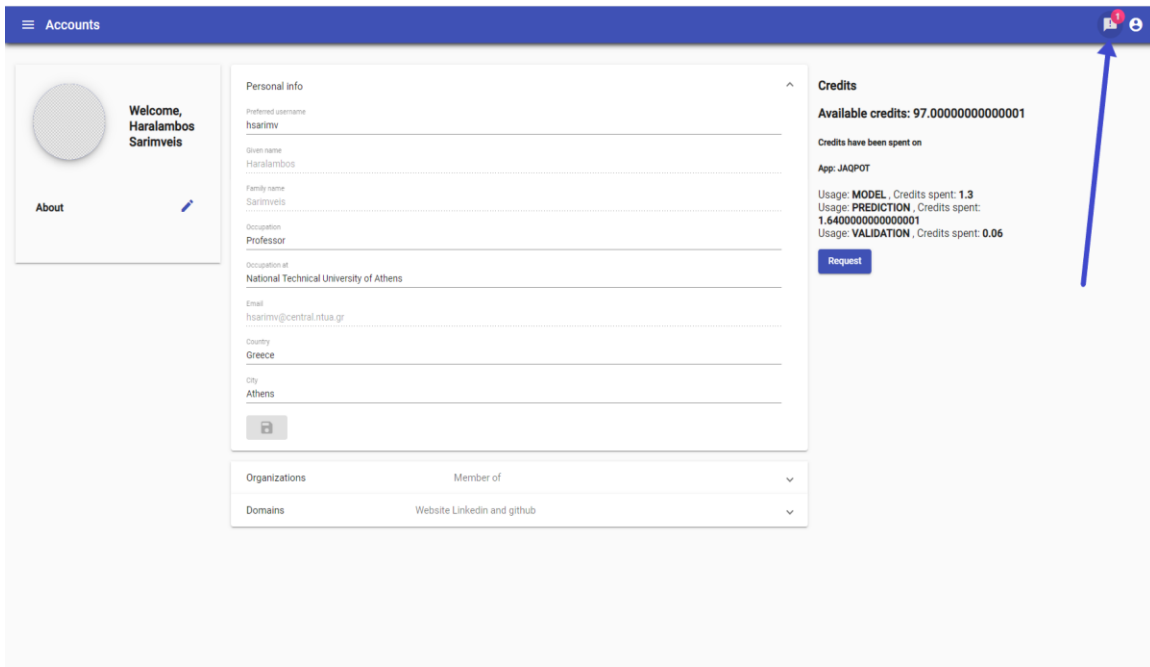 Accounts
1
Welcome,
Haralambos
Sarimveis
About
Personal info
Preferred username
hsarimv
Given name
Haralambos
Family name
Sarimveis
Occupation
Professor
Occupation at
National Technical University of Athens
Email
hsarimv@central.ntua.gr
Country
Greece
City
Athens
Organizations Member of
Domains Website Linkedin and github
Credits
Available credits: 97.00000000000001
Credits have been spent on
App: JAQPOT
Usage: MODEL , Credits spent: 1.3
Usage: PREDICTION , Credits spent:
1.6400000000000001
Usage: VALIDATION , Credits spent: 0.06
Request